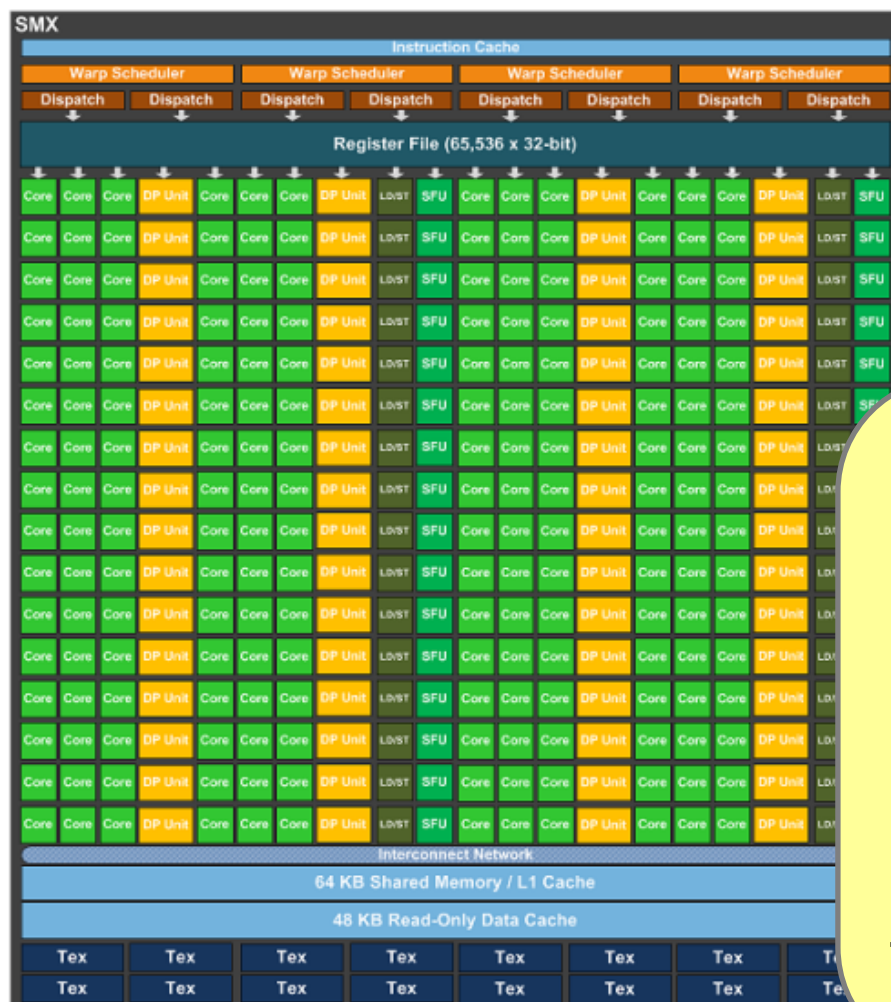 SMX
Instruction Cache
Warp Scheduler Warp Scheduler Warp Scheduler Warp Scheduler
Dispatch Dispatch Dispatch Dispatch Dispatch Dispatch Dispatch Dispatch
Register File (65,536 x 32-bit)
Core Core Core DP Unit Core Core Core DP Unit LD/ST SFU Core Core Core DP Unit Core Core Core DP Unit LD/ST SFU
Core Core Core DP Unit Core Core Core DP Unit LD/ST SFU Core Core Core DP Unit Core Core Core DP Unit LD/ST SFU
Core Core Core DP Unit Core Core Core DP Unit LD/ST SFU Core Core Core DP Unit Core Core Core DP Unit LD/ST SFU
Core Core Core DP Unit Core Core Core DP Unit LD/ST SFU Core Core Core DP Unit Core Core Core DP Unit LD/ST SFU
Core Core Core DP Unit Core Core Core DP Unit LD/ST SFU Core Core Core DP Unit Core Core Core DP Unit LD/ST SFU
Core Core Core DP Unit Core Core Core DP Unit LD/ST SFU Core Core Core DP Unit Core Core Core DP Unit LD/ST
Core Core Core DP Unit Core Core Core DP Unit LD/ST SFU Core Core Core DP Unit Core Core Core DP Unit
Core Core Core DP Unit Core Core Core DP Unit LD/ST SFU Core Core Core DP Unit Core Core Core DP Unit
Core Core Core DP Unit Core Core Core DP Unit LD/ST SFU Core Core Core DP Unit Core Core Core DP Unit
Core Core Core DP Unit Core Core Core DP Unit LD/ST SFU Core Core Core DP Unit Core Core Core DP Unit
Core Core Core DP Unit Core Core Core DP Unit LD/ST SFU Core Core Core DP Unit Core Core Core DP Unit
Core Core Core DP Unit Core Core Core DP Unit LD/ST SFU Core Core Core DP Unit Core Core Core DP Unit
Core Core Core DP Unit Core Core Core DP Unit LD/ST SFU Core Core Core DP Unit Core Core Core DP Unit
Core Core Core DP Unit Core Core Core DP Unit LD/ST SFU Core Core Core DP Unit Core Core Core DP Unit
Core Core Core DP Unit Core Core Core DP Unit LD/ST SFU Core Core Core DP Unit Core Core Core DP Unit
Core Core Core DP Unit Core Core Core DP Unit LD/ST SFU Core Core Core DP Unit Core Core Core DP Unit
Interconnect Network
64 KB Shared Memory / L1 Cache
48 KB Read-Only Data Cache
Tex Tex Tex Tex Tex Tex Tex
Tex Tex Tex Tex Tex Tex Tex